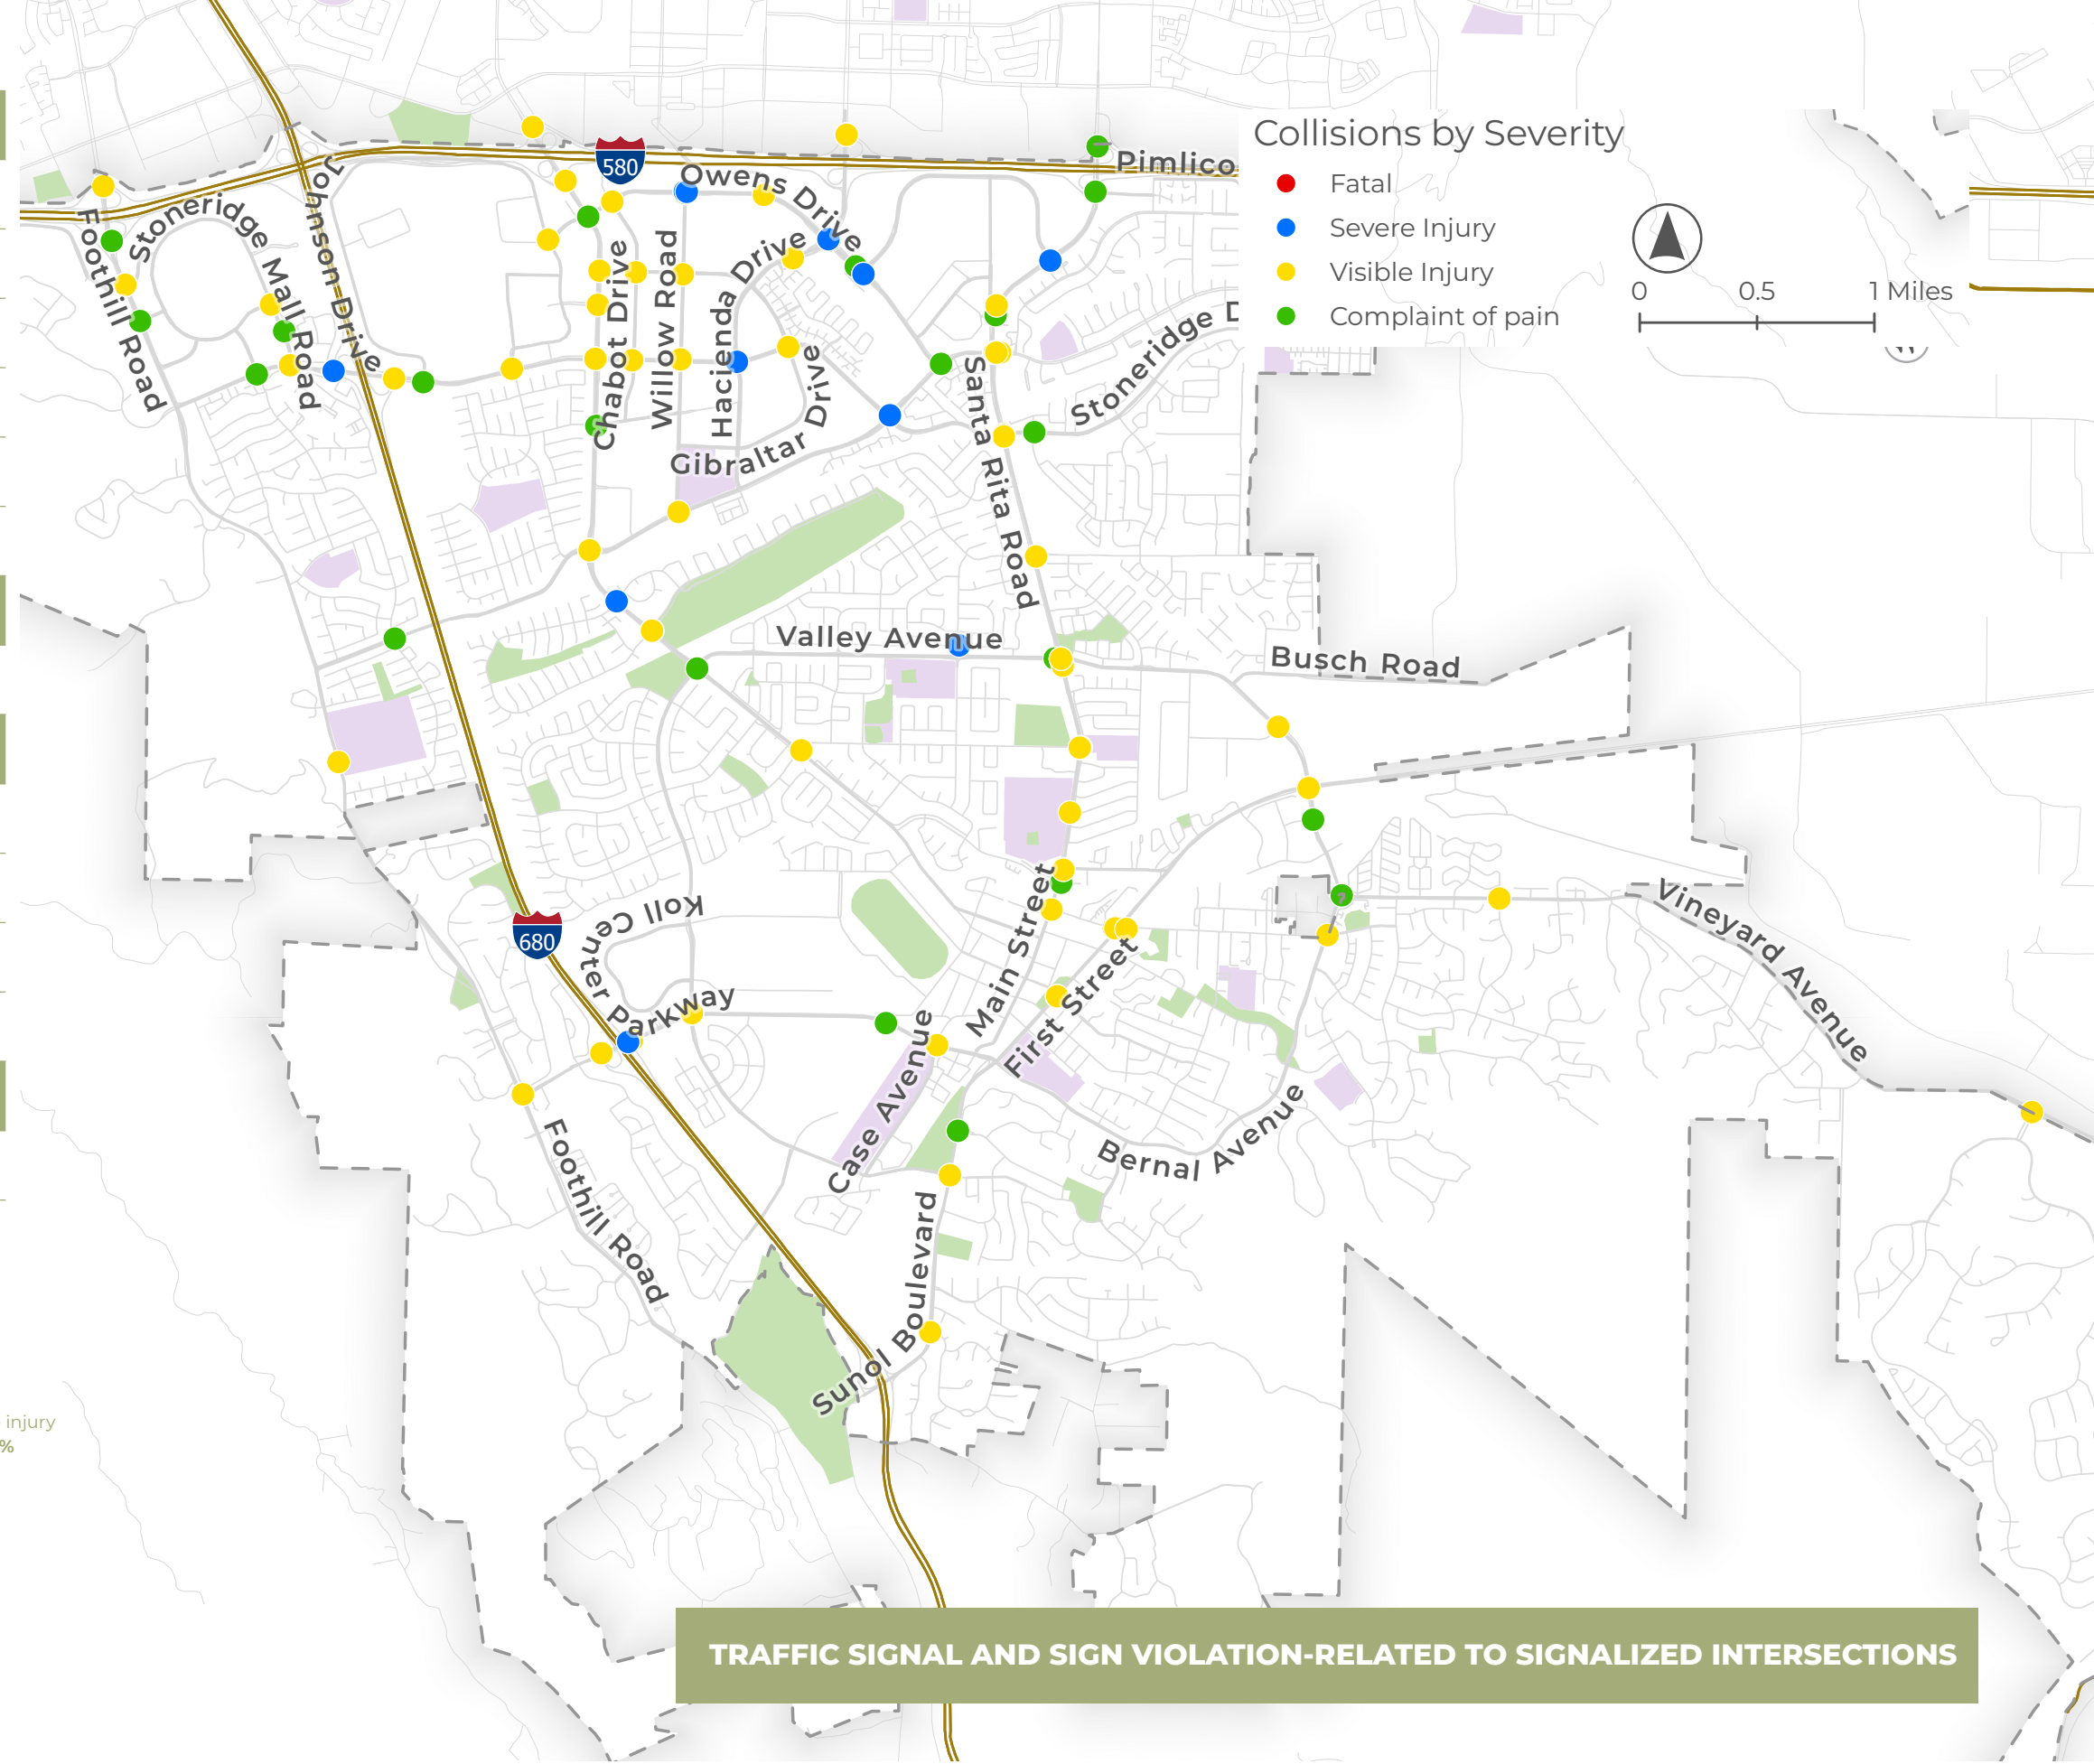 Collisions by Severity
Fatal
Severe Injury
Visible Injury
Complaint of pain
0 0.5 1 Miles
580
Pimlico
Owens Drive
Johnson Drive
Stoneridge Mall Road
Foothill Road
Chabot Drive
Willow Road
Hacienda Drive
Gibraltar Drive
Stoneridge D
Santa Rita Road
Valley Avenue
Busch Road
Vineyard Avenue
Main Street
First Street
Koll Center Parkway
680
Case Avenue
Bernal Avenue
Foothill Road
Sunol Boulevard
injury
%
TRAFFIC SIGNAL AND SIGN VIOLATION-RELATED TO SIGNALIZED INTERSECTIONS